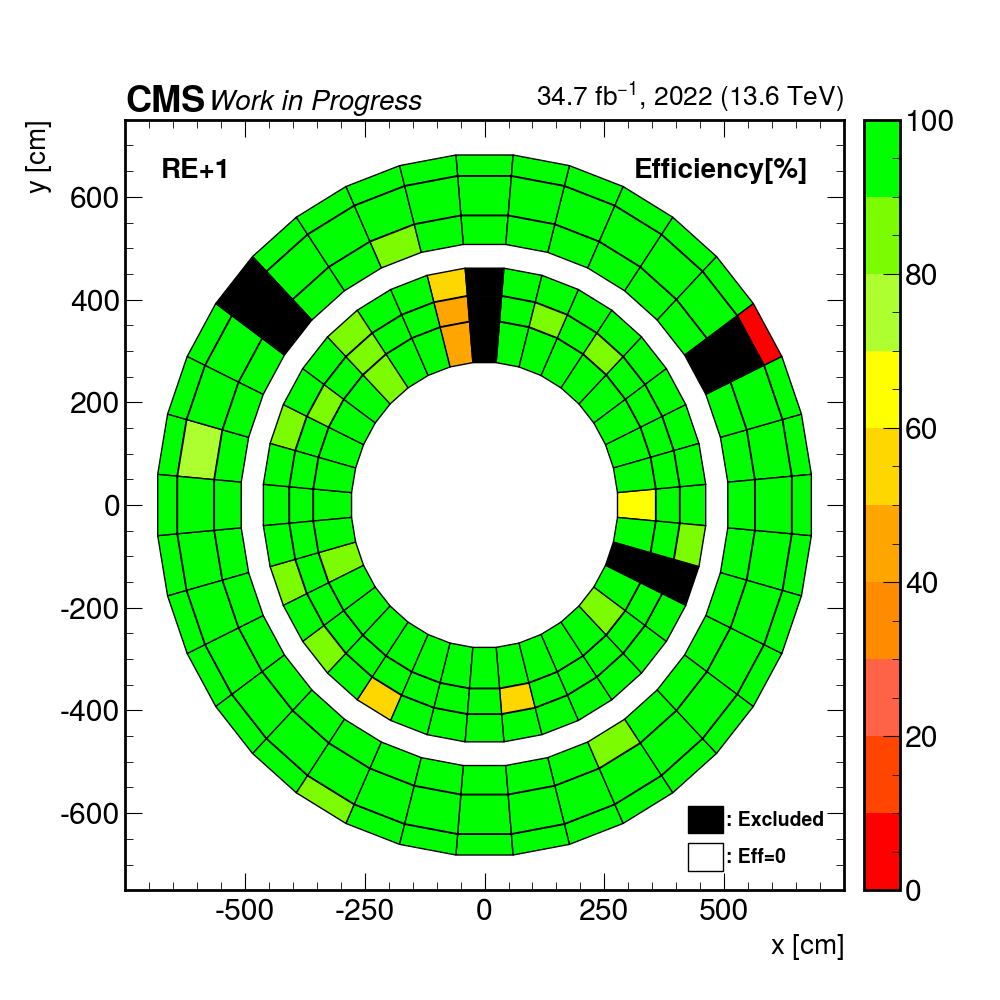 CMS Work in Progress 34.7 fb⁻¹, 2022 (13.6 TeV)
y [cm]
RE+1 Efficiency[%]
600
400
200
0
-200
-400
-600
-500 -250 0 250 500
x [cm]
: Excluded
: Eff=0
100
80
60
40
20
0